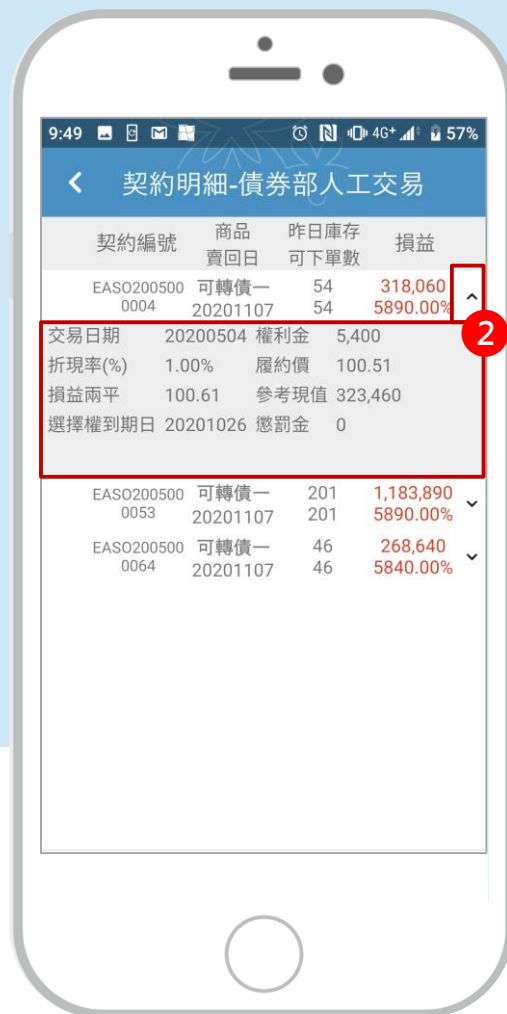 9:49 4G+ 57%
契約明細-債券部人工交易
契約編號 商品 昨日庫存 損益
賣回日 可下單數
EASO200500 可轉債一 54 318,060
0004 20201107 54 5890.00%
2
交易日期 20200504 權利金 5,400
折現率(%) 1.00% 履約價 100.51
損益兩平 100.61 參考現值 323,460
選擇權到期日 20201026 懲罰金 0
EASO200500 可轉債一 201 1,183,890
0053 20201107 201 5890.00%
EASO200500 可轉債一 46 268,640
0064 20201107 46 5840.00%